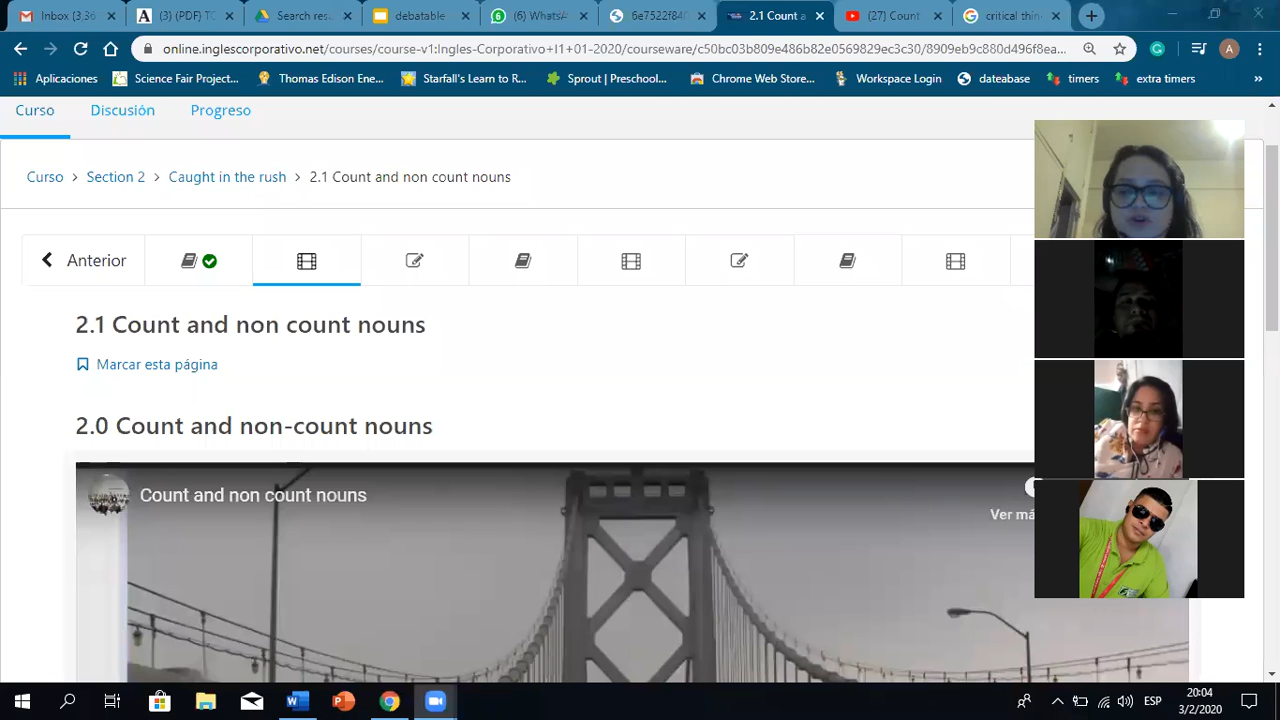 Inbox (3,36
(3) (PDF) TO
Search res
debatable
(6) WhatsA
6e7522f840
2.1 Count a
(27) Count
critical thin
online.inglescorporativo.net/courses/course-v1:Ingles-Corporativo+I1+01-2020/courseware/c50bc03b809e486b82e0569829ec3c30/8909eb9c880d496f8ea...
A
Aplicaciones
Science Fair Project...
Thomas Edison Ene...
Starfall's Learn to R...
Sprout | Preschool...
Chrome Web Store...
Workspace Login
dateabase
timers
extra timers
»
Curso
Discusión
Progreso
Curso > Section 2 > Caught in the rush > 2.1 Count and non count nouns
Anterior
2.1 Count and non count nouns
Marcar esta página
2.0 Count and non-count nouns
Count and non count nouns
Ver má
ESP
20:04
3/2/2020